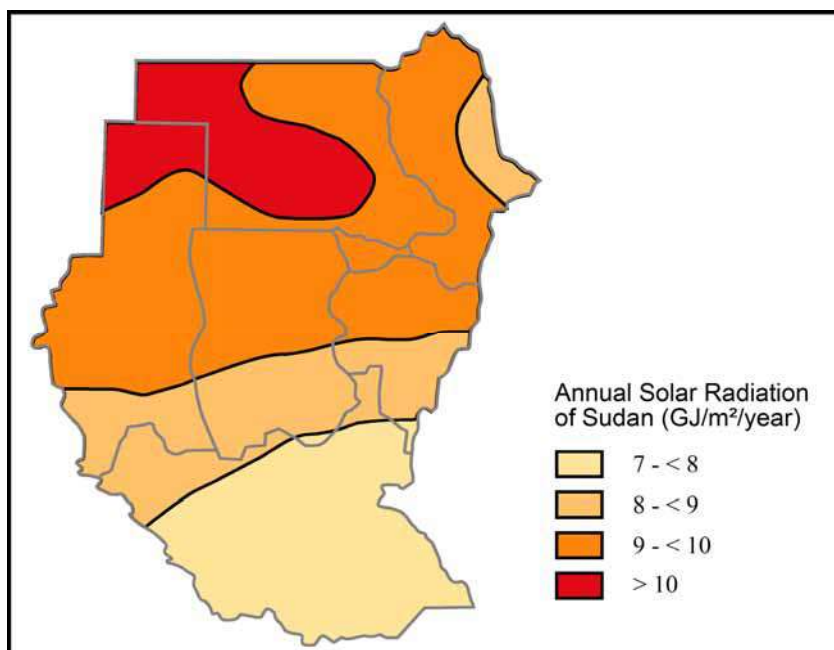 Annual Solar Radiation
of Sudan (GJ/m²/year)
7 - < 8
8 - < 9
9 - < 10
> 10